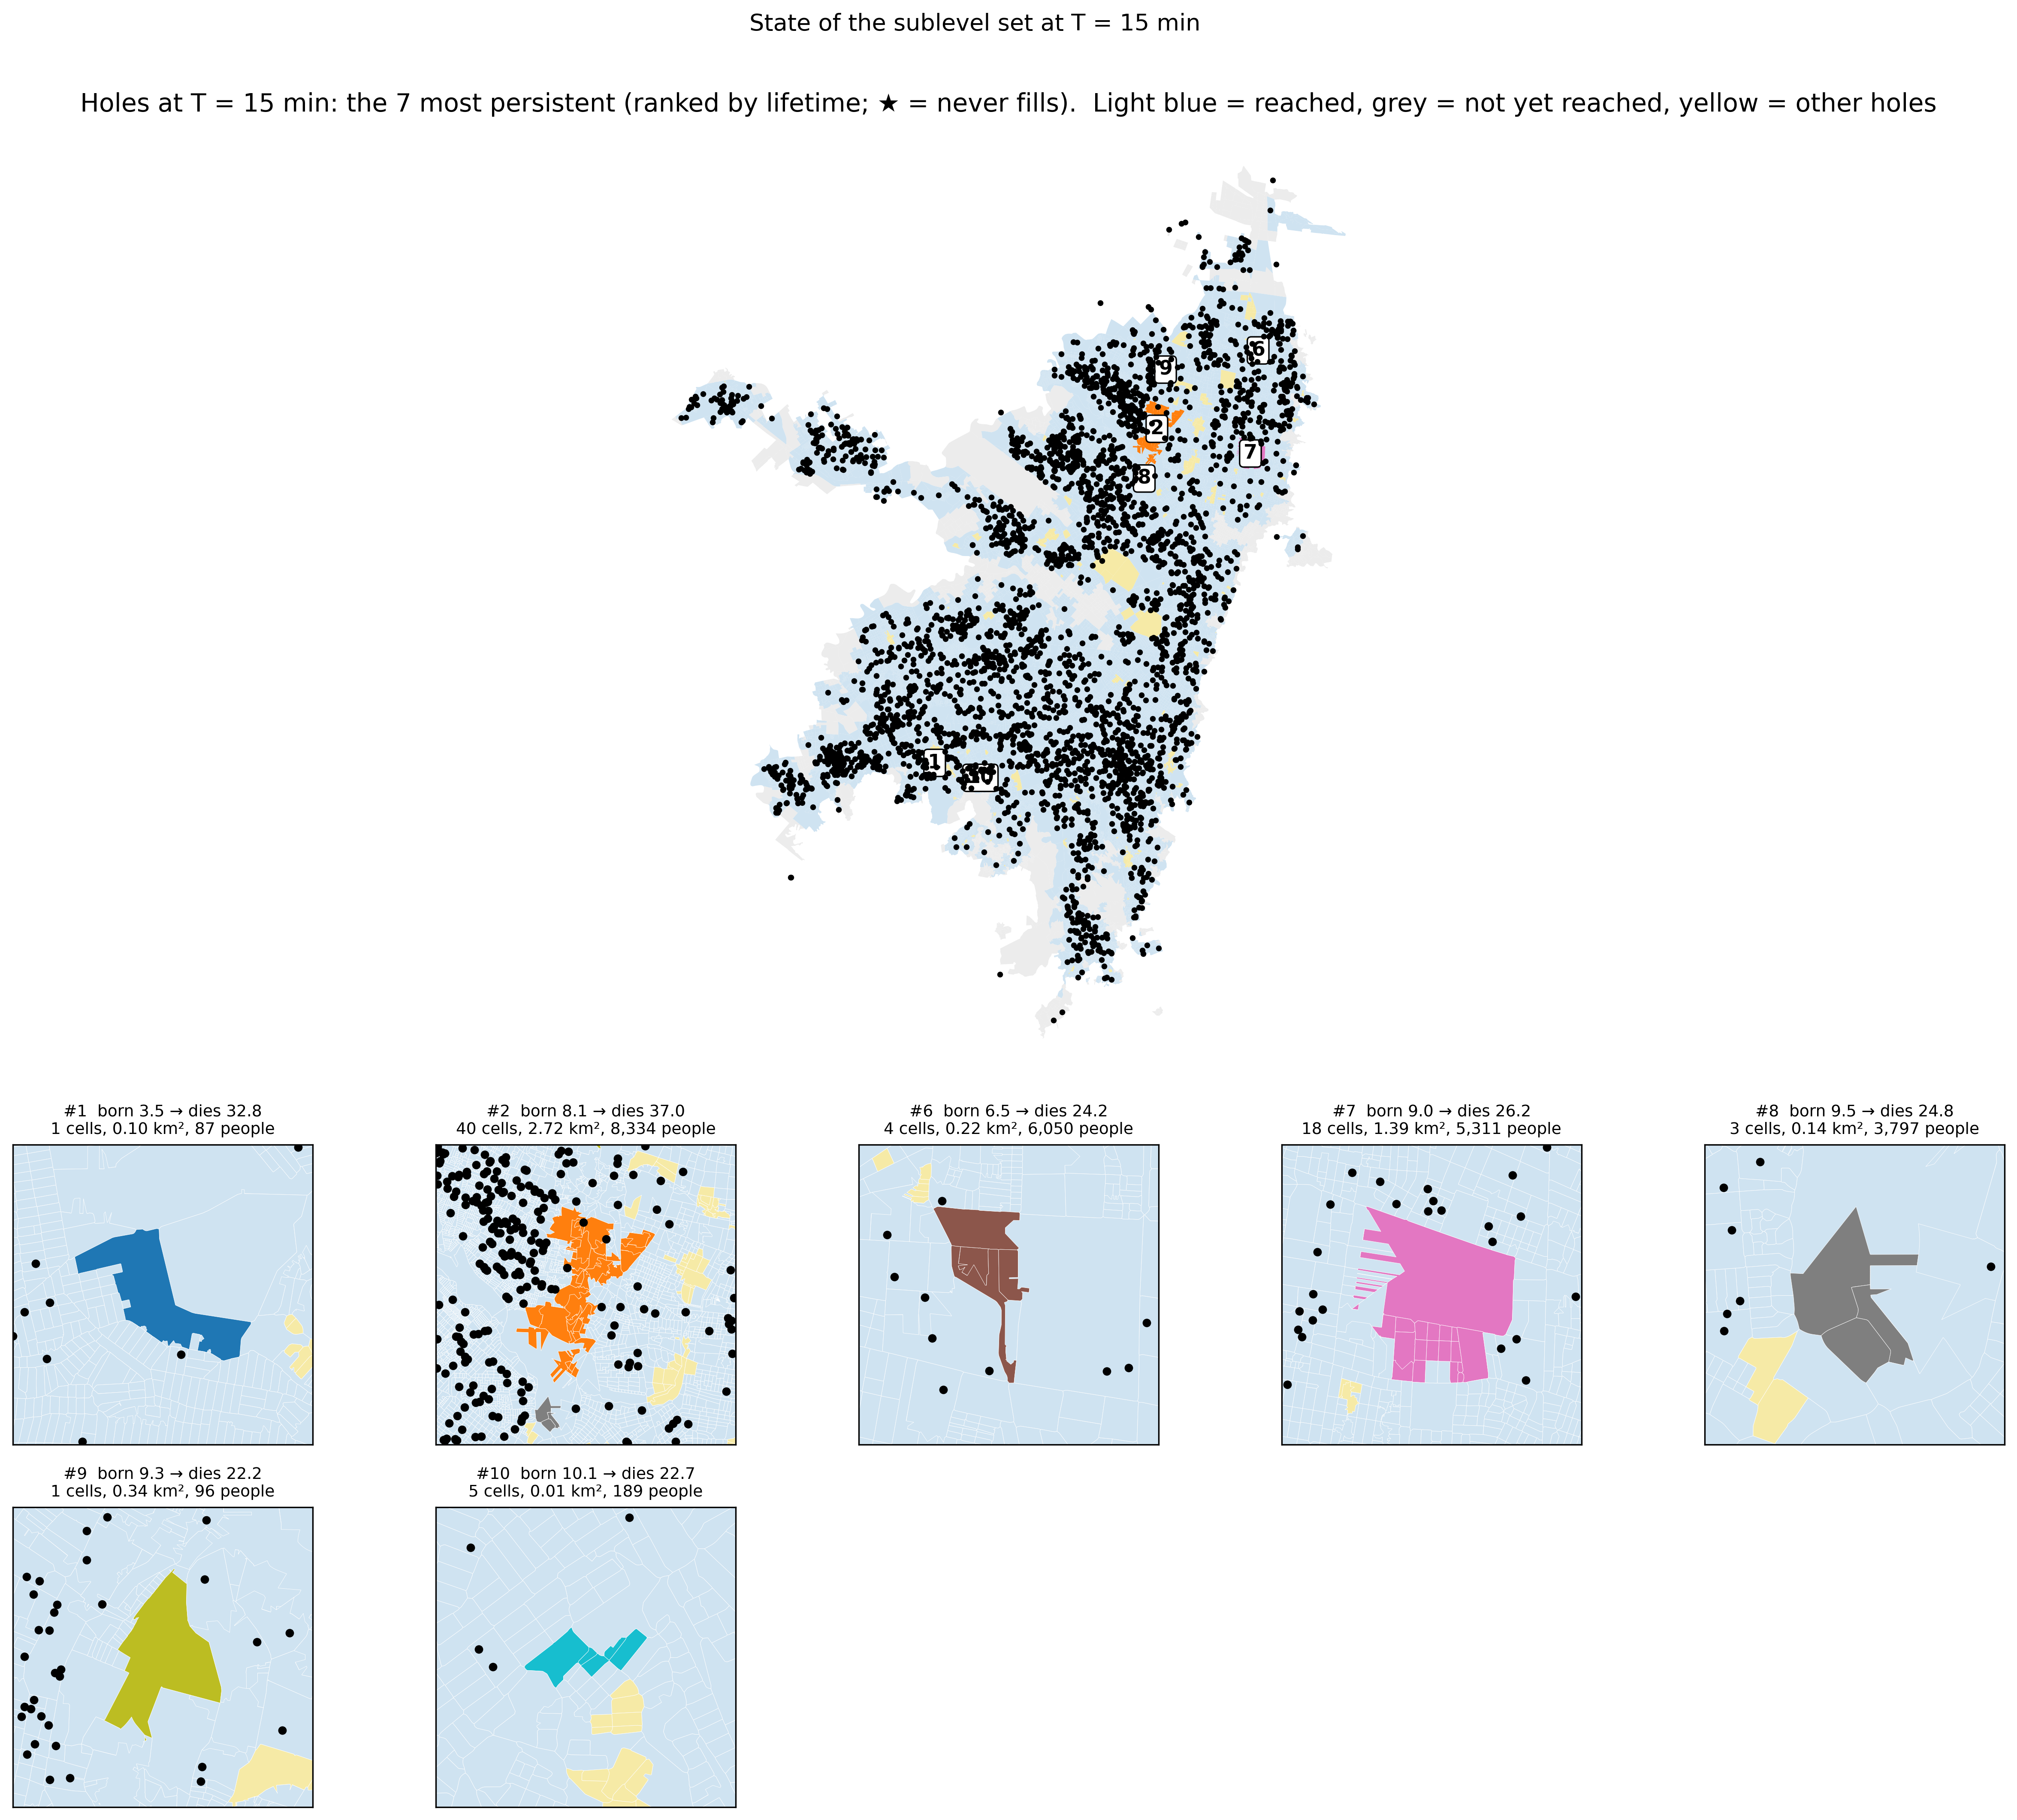 State of the sublevel set at T = 15 min
Holes at T = 15 min: the 7 most persistent (ranked by lifetime; ★ = never fills).  Light blue = reached, grey = not yet reached, yellow = other holes
6
9
2
7
8
1
10
#1  born 3.5 → dies 32.8
1 cells, 0.10 km², 87 people
#2  born 8.1 → dies 37.0
40 cells, 2.72 km², 8,334 people
#6  born 6.5 → dies 24.2
4 cells, 0.22 km², 6,050 people
#7  born 9.0 → dies 26.2
18 cells, 1.39 km², 5,311 people
#8  born 9.5 → dies 24.8
3 cells, 0.14 km², 3,797 people
#9  born 9.3 → dies 22.2
1 cells, 0.34 km², 96 people
#10  born 10.1 → dies 22.7
5 cells, 0.01 km², 189 people